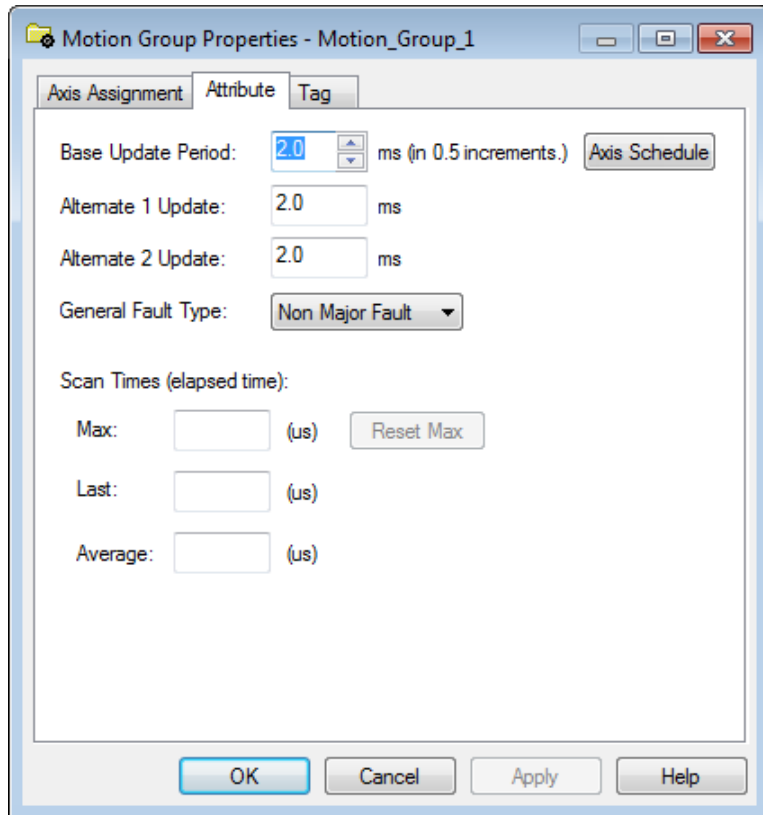 Motion Group Properties - Motion_Group_1
Axis Assignment Attribute Tag
Base Update Period: 2.0 ms (in 0.5 increments.) Axis Schedule
Alternate 1 Update: 2.0 ms
Alternate 2 Update: 2.0 ms
General Fault Type: Non Major Fault
Scan Times (elapsed time):
Max: (us) Reset Max
Last: (us)
Average: (us)
OK Cancel Apply Help